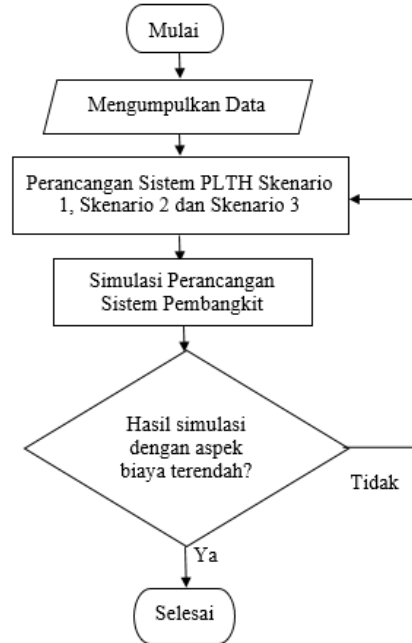 Mulai
Mengumpulkan Data
Perancangan Sistem PLTH Skenario
1, Skenario 2 dan Skenario 3
Simulasi Perancangan
Sistem Pembangkit
Hasil simulasi
dengan aspek
biaya terendah?
Tidak
Ya
Selesai